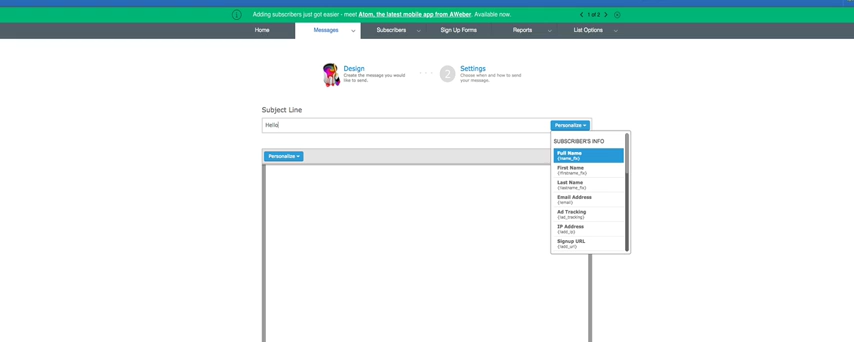 Adding subscribers just got easier - meet Atom, the latest mobile app from AWeber. Available now.
1 of 2
Home
Messages
Subscribers
Sign Up Forms
Reports
List Options
Design
Create the message you would
like to send.
2
Settings
Choose when and how to send
your message.
Subject Line
Hello
Personalize
Personalize
SUBSCRIBER'S INFO
Full Name
{!name_fix}
First Name
{!firstname_fix}
Last Name
{!lastname_fix}
Email Address
{!email}
Ad Tracking
{!ad_tracking}
IP Address
{!add_ip}
Signup URL
{!add_url}